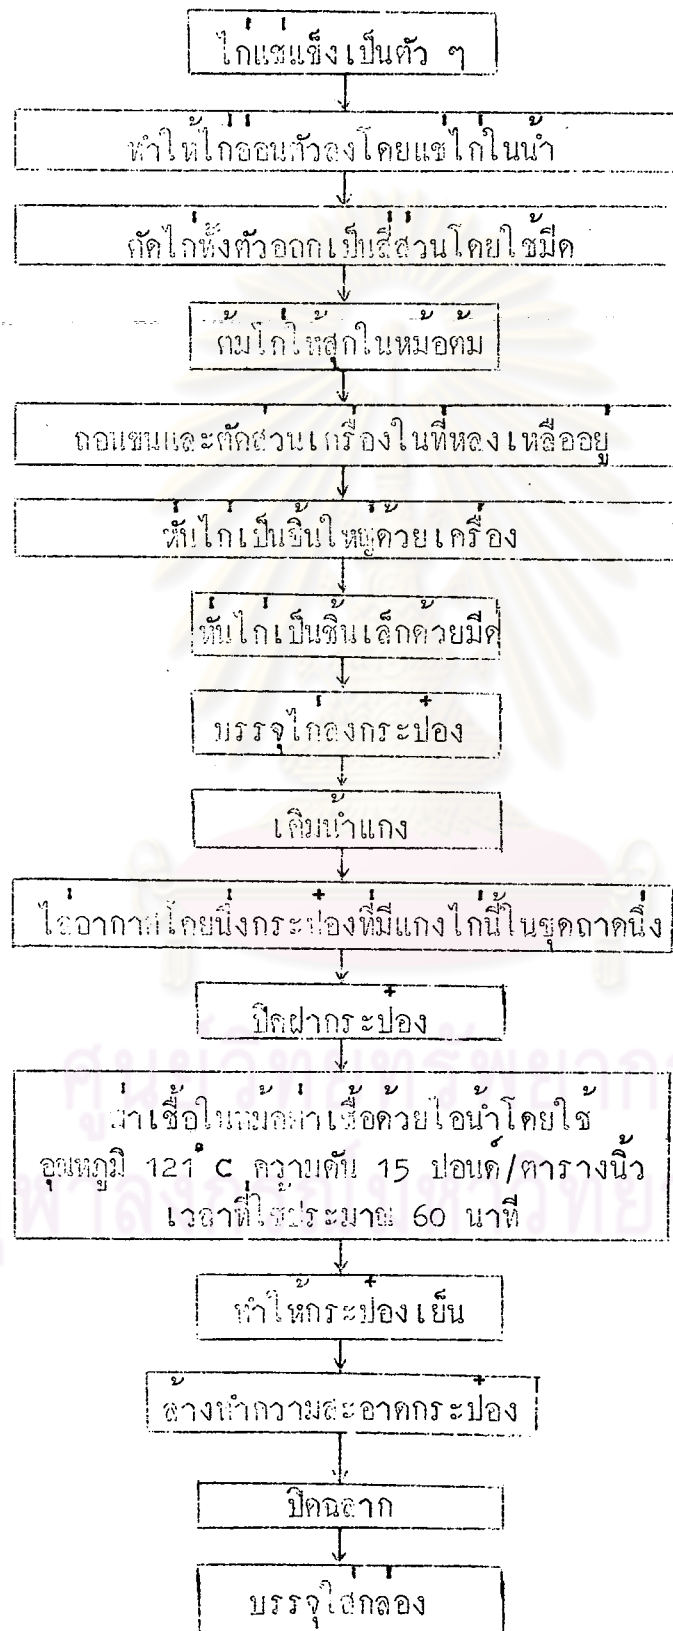 ไก่แช่แข็งเป็นตัว ๆ
ทำให้ไก่อ่อนตัวลงโดยแช่ไก่ในน้ำ
ตัดไก่ทั้งตัวออกเป็นสี่ส่วนโดยใช้มีด
ต้มไก่ให้สุกในหม้อต้ม
ถอนขนและตัดส่วนเครื่องในที่หลงเหลืออยู่
หั่นไก่เป็นชิ้นใหญ่ด้วยเครื่อง
หั่นไก่เป็นชิ้นเล็กด้วยมีด
บรรจุไก่ลงกระป๋อง
เติมน้ำแกง
ไล่อากาศโดยนึ่งกระป๋องที่มีแกงไก่นี้ในชุดถาดนึ่ง
ปิดฝากระป๋อง
ฆ่าเชื้อในหม้อฆ่าเชื้อด้วยไอน้ำโดยใช้
อุณหภูมิ 121° C ความดัน 15 ปอนด์/ตารางนิ้ว
เวลาที่ใช้ประมาณ 60 นาที
ทำให้กระป๋องเย็น
ล้างทำความสะอาดกระป๋อง
ปิดฉลาก
บรรจุใส่กล่อง